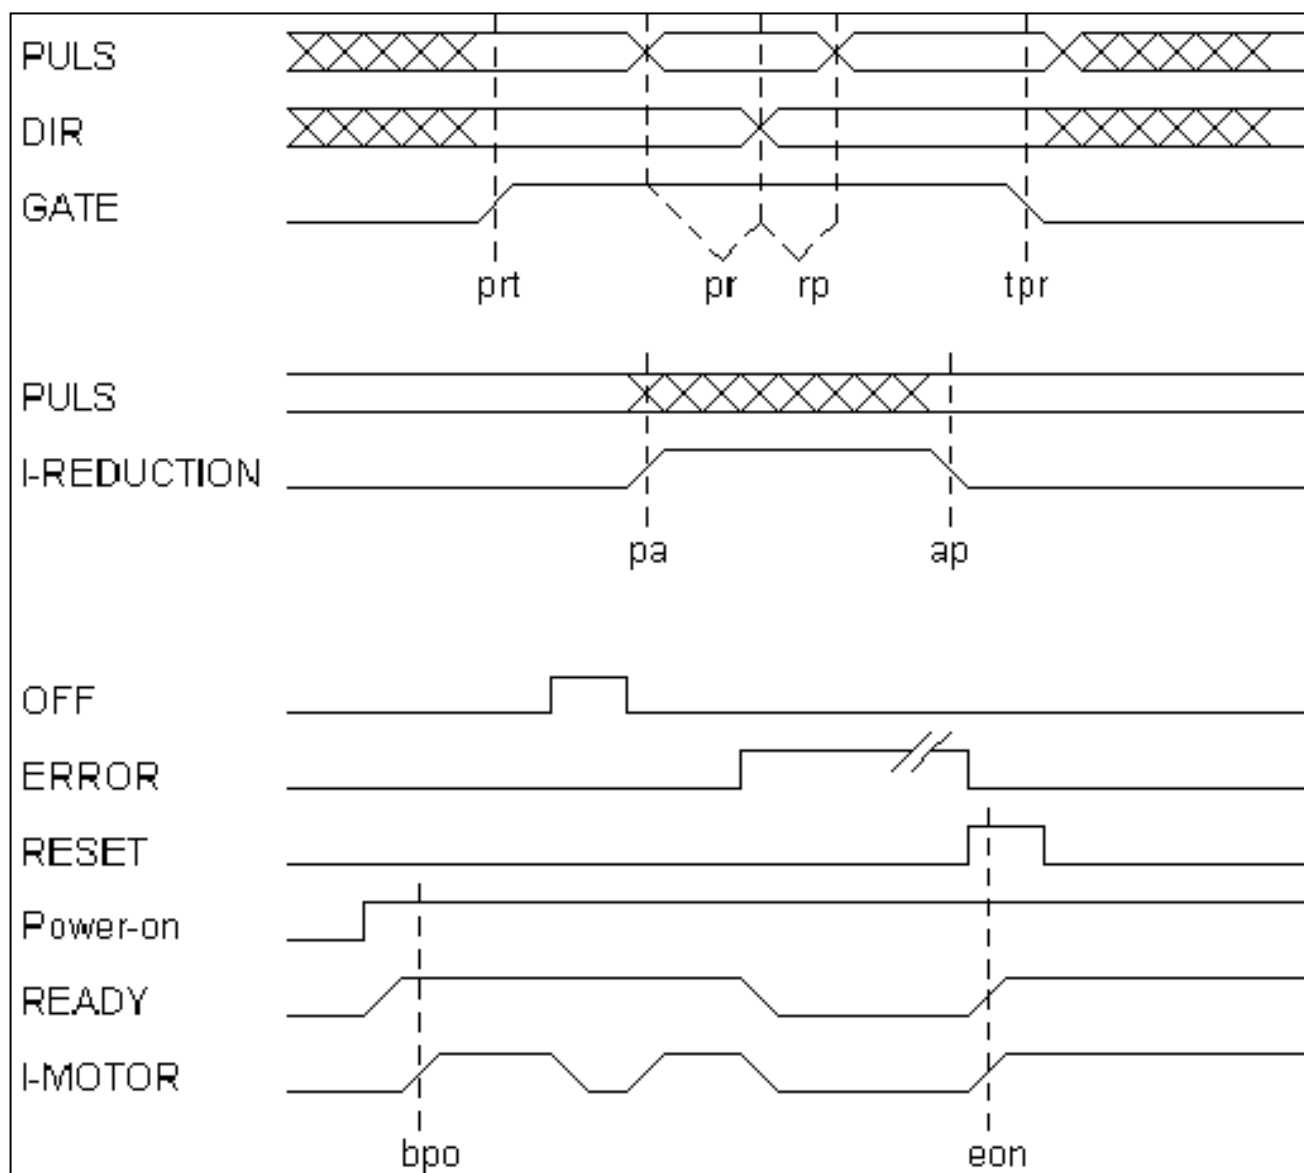 PULS
DIR
GATE
prt pr rp tpr
PULS
I-REDUCTION
pa ap
OFF
ERROR
RESET
Power-on
READY
I-MOTOR
bpo eon